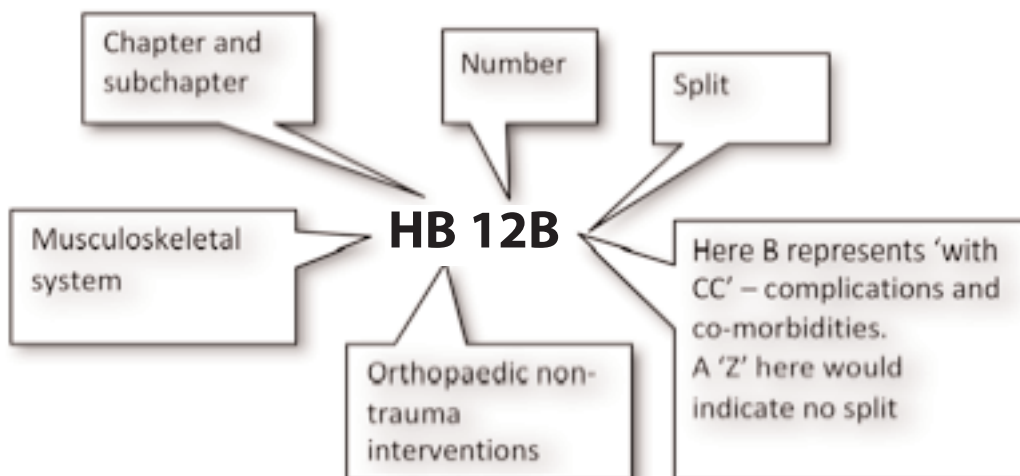 Chapter and
subchapter
Number
Split
HB 12B
Musculoskeletal
system
Orthopaedic non-
trauma
interventions
Here B represents ‘with
CC’ – complications and
co-morbidities.
A ‘Z’ here would
indicate no split